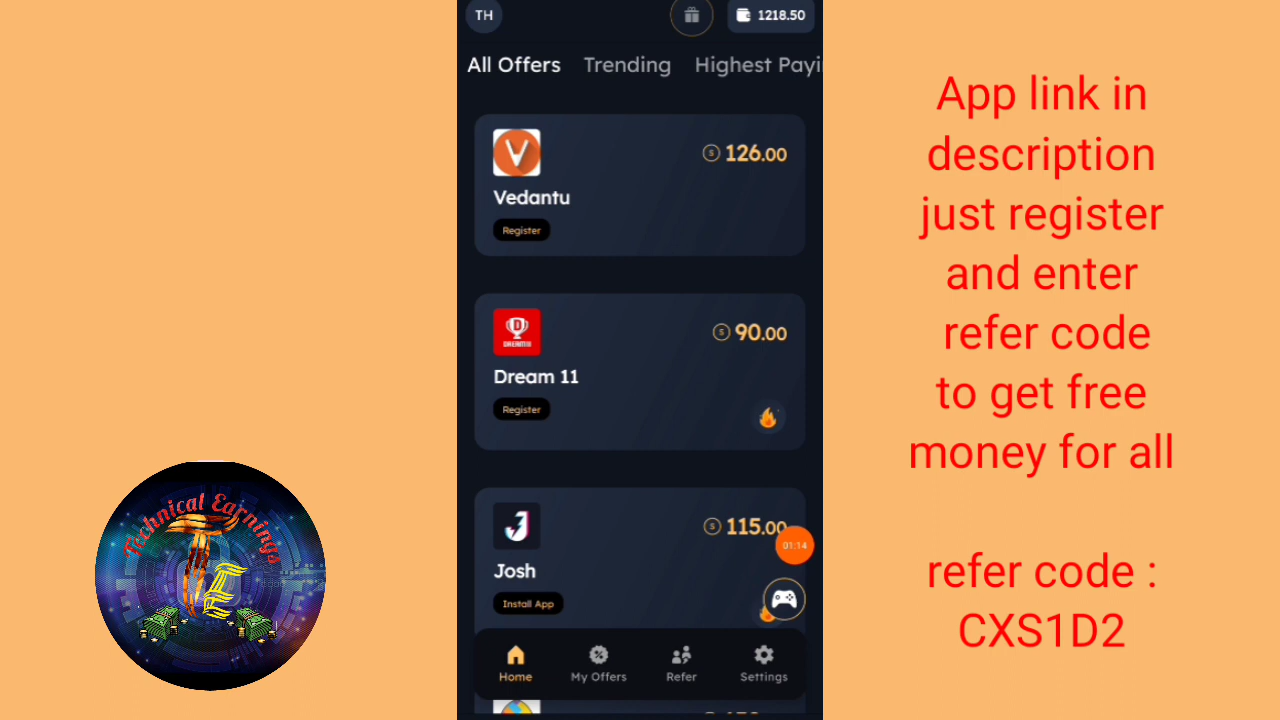 TH
1218.50
All Offers Trending Highest Payi
126.00
Vedantu
Register
DREAM11
90.00
Dream 11
Register
115.00
01:14
Josh
Install App
Home My Offers Refer Settings
Technical Earnings
TE
App link in
description
just register
and enter
refer code
to get free
money for all
refer code :
CXS1D2